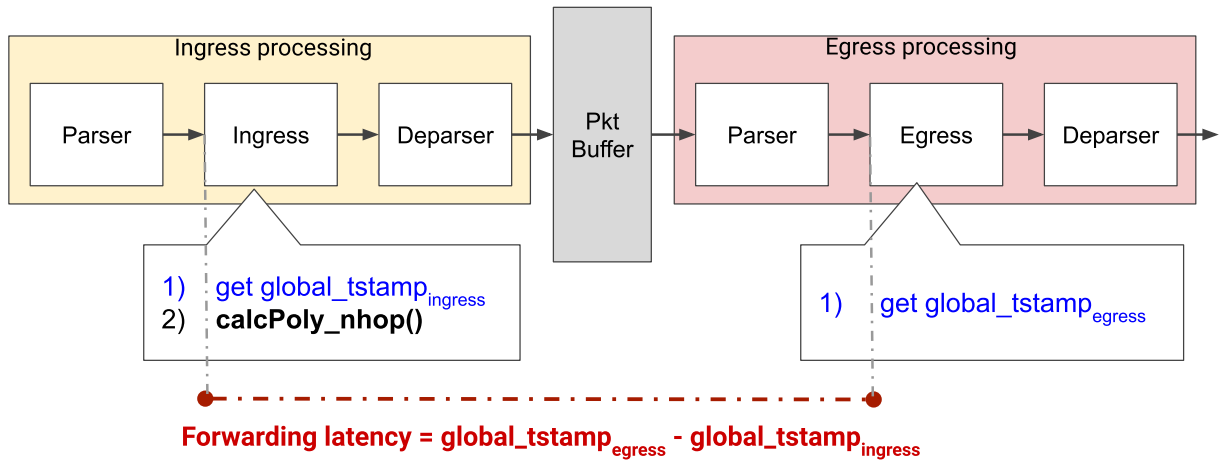 Ingress processing
Parser
Ingress
Deparser
Pkt
Buffer
Egress processing
Parser
Egress
Deparser
1) get global_tstampingress
2) calcPoly_nhop()
1) get global_tstampegress
Forwarding latency = global_tstampegress - global_tstampingress